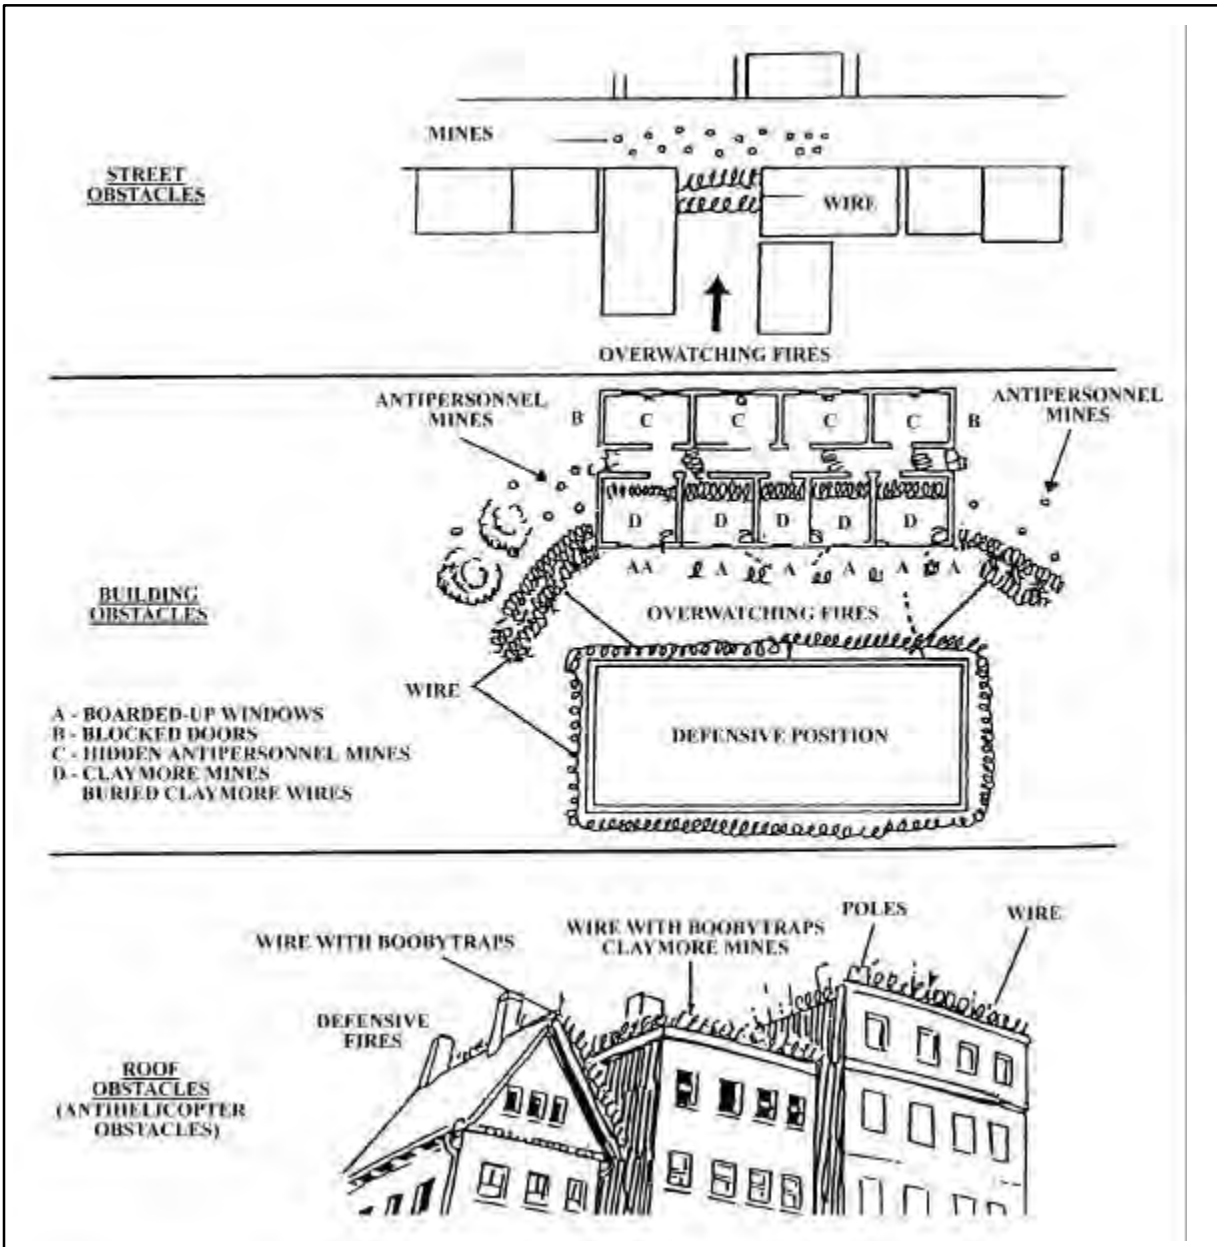 MINES
STREET
OBSTACLES
WIRE
OVERWATCHING FIRES
ANTIPERSONNEL
MINES
ANTIPERSONNEL
MINES
B
C
C
C
C
B
D
D
D
D
D
AA
A
A
A
A
A
BUILDING
OBSTACLES
OVERWATCHING FIRES
WIRE
A - BOARDED-UP WINDOWS
B - BLOCKED DOORS
C - HIDDEN ANTIPERSONNEL MINES
D - CLAYMORE MINES
BURIED CLAYMORE WIRES
DEFENSIVE POSITION
POLES
WIRE
WIRE WITH BOOBYTRAPS
WIRE WITH BOOBYTRAPS
CLAYMORE MINES
DEFENSIVE
FIRES
ROOF
OBSTACLES
(ANTIHELICOPTER
OBSTACLES)